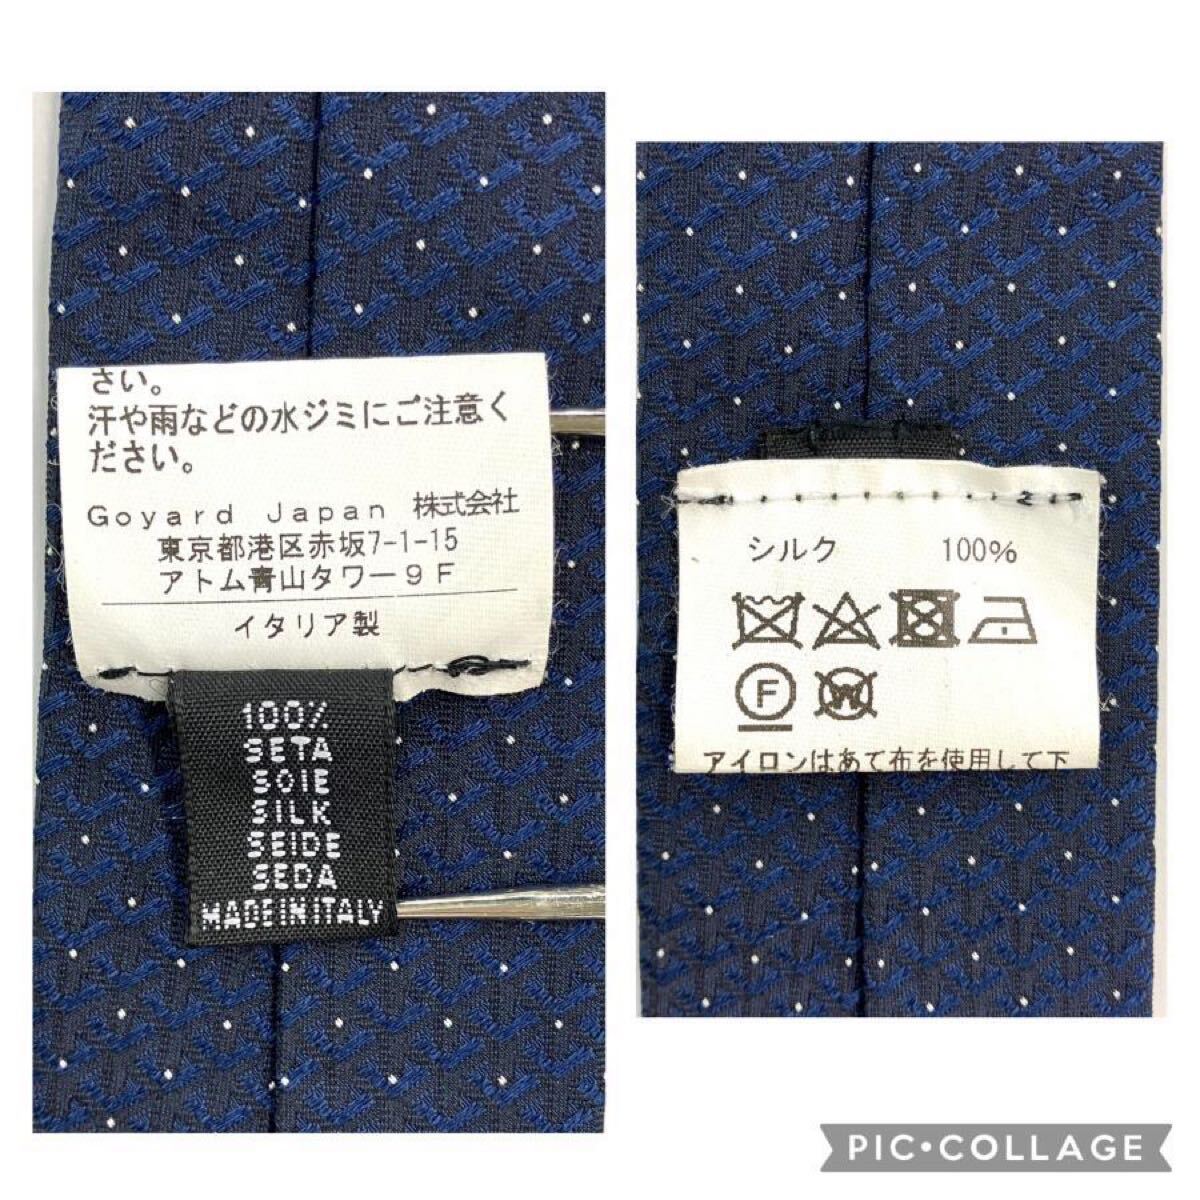 さい。
汗や雨などの水ジミにご注意く
ださい。
Goyard Japan 株式会社
東京都港区赤坂7-1-15
アトム青山タワー9F
イタリア製
100%
SETA
SOIE
SILK
SEIDE
SEDA
MADE IN ITALY
シルク 100%
F
W
アイロンはあて布を使用して下
PIC•COLLAGE